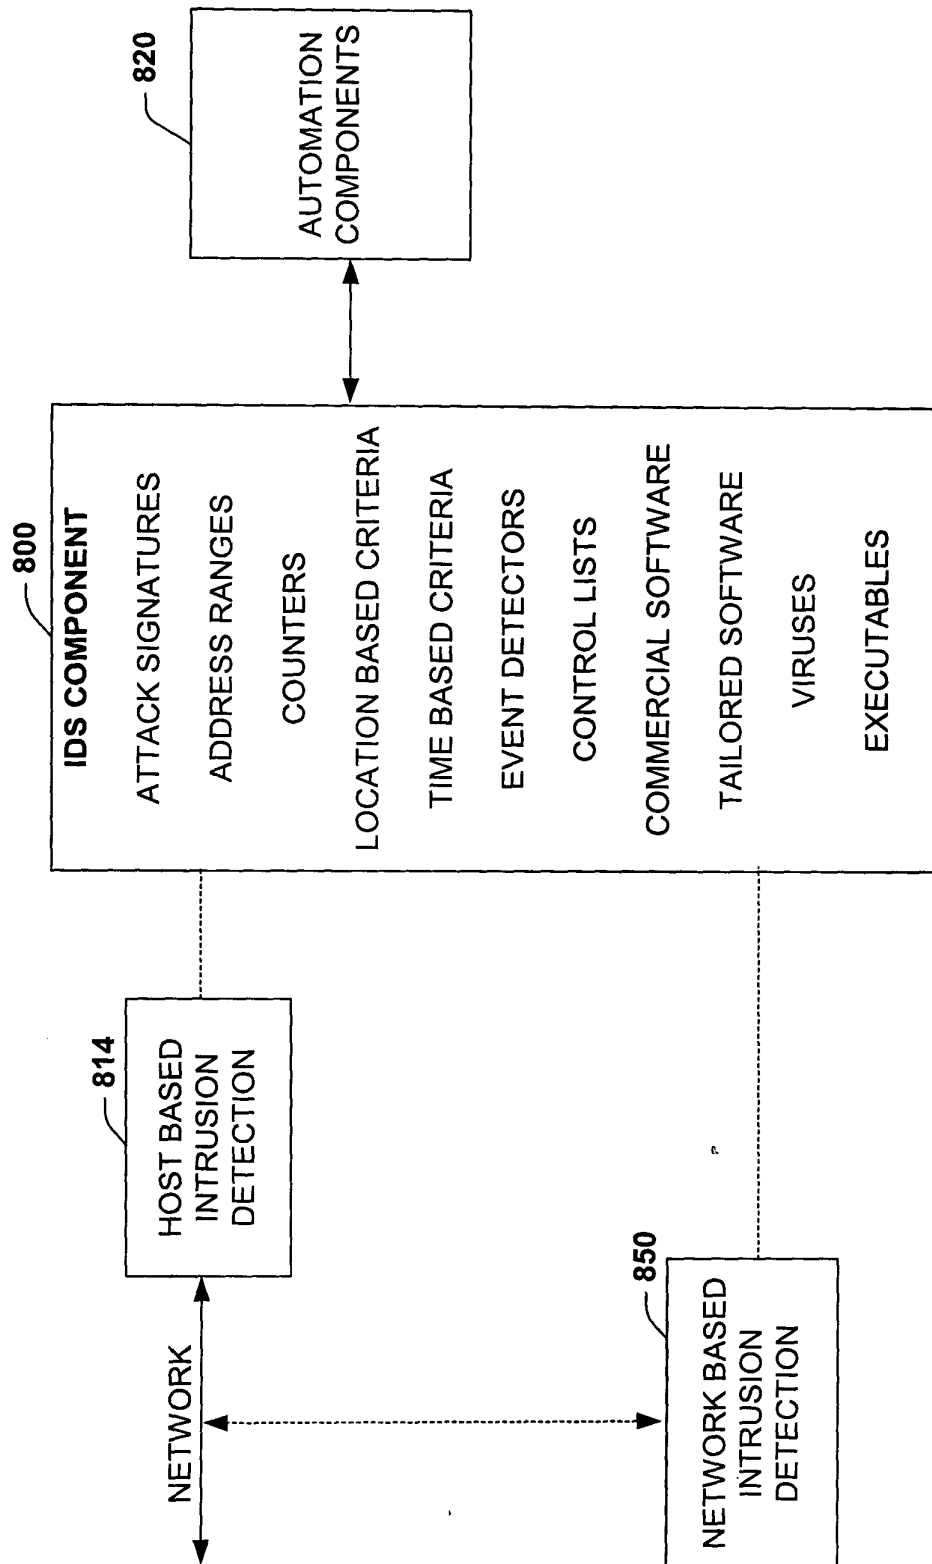 800
IDS COMPONENT
ATTACK SIGNATURES
ADDRESS RANGES
COUNTERS
LOCATION BASED CRITERIA
TIME BASED CRITERIA
EVENT DETECTORS
CONTROL LISTS
COMMERCIAL SOFTWARE
TAILORED SOFTWARE
VIRUSES
EXECUTABLES
820
AUTOMATION
COMPONENTS
814
HOST BASED
INTRUSION
DETECTION
NETWORK
850
NETWORK BASED
INTRUSION
DETECTION